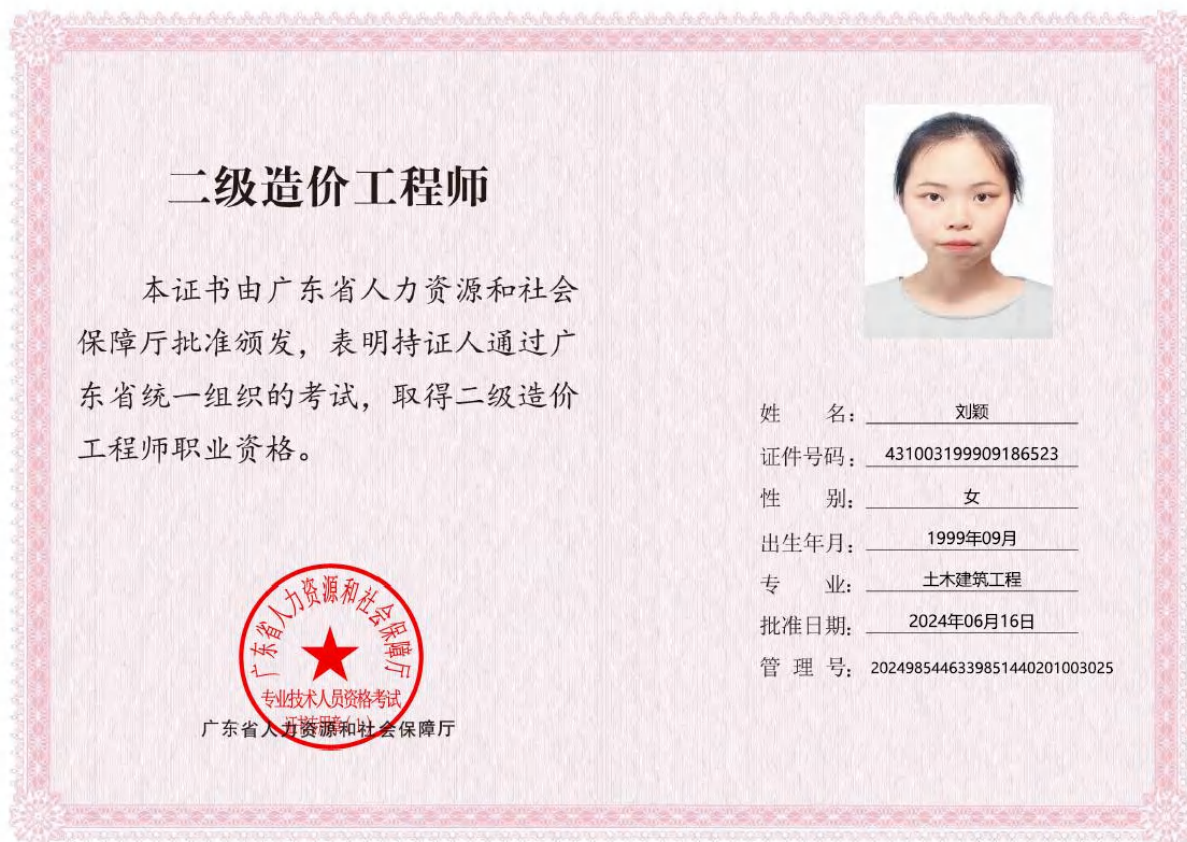 二级造价工程师
本证书由广东省人力资源和社会
保障厅批准颁发，表明持证人通过广
东省统一组织的考试，取得二级造价
工程师职业资格。
广东省人力资源和社会保障厅
专业技术人员资格考试
广东省人力资源和社会保障厅
姓 名：刘颖
证件号码：431003199909186523
性 别：女
出生年月：1999年09月
专 业：土木建筑工程
批准日期：2024年06月16日
管 理 号：2024985446339851440201003025